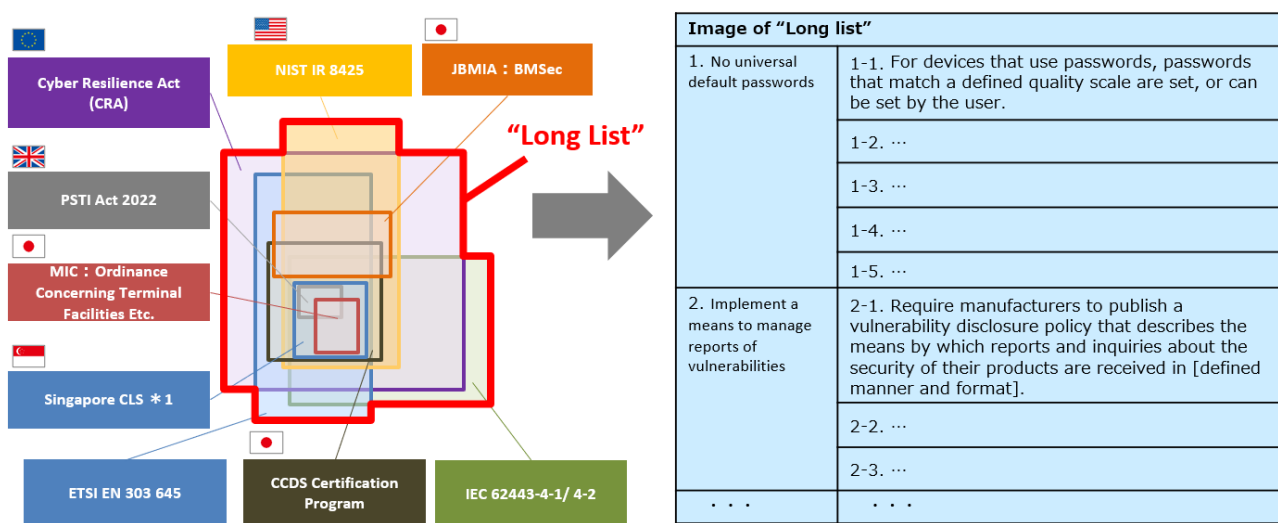 Cyber Resilience Act
(CRA)
NIST IR 8425
JBMIA：BMSec
"Long List"
PSTI Act 2022
MIC：Ordinance
Concerning Terminal
Facilities Etc.
Singapore CLS ＊1
ETSI EN 303 645
CCDS Certification
Program
IEC 62443-4-1/ 4-2
Image of "Long list"
1. No universal
default passwords
1-1. For devices that use passwords, passwords
that match a defined quality scale are set, or can
be set by the user.
1-2. …
1-3. …
1-4. …
1-5. …
2. Implement a
means to manage
reports of
vulnerabilities
2-1. Require manufacturers to publish a
vulnerability disclosure policy that describes the
means by which reports and inquiries about the
security of their products are received in [defined
manner and format].
2-2. …
2-3. …
・・・
・・・